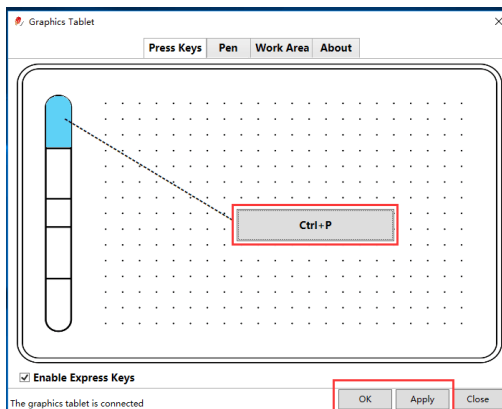 Graphics Tablet
Press Keys Pen Work Area About
Ctrl+P
Enable Express Keys
The graphics tablet is connected
OK Apply Close